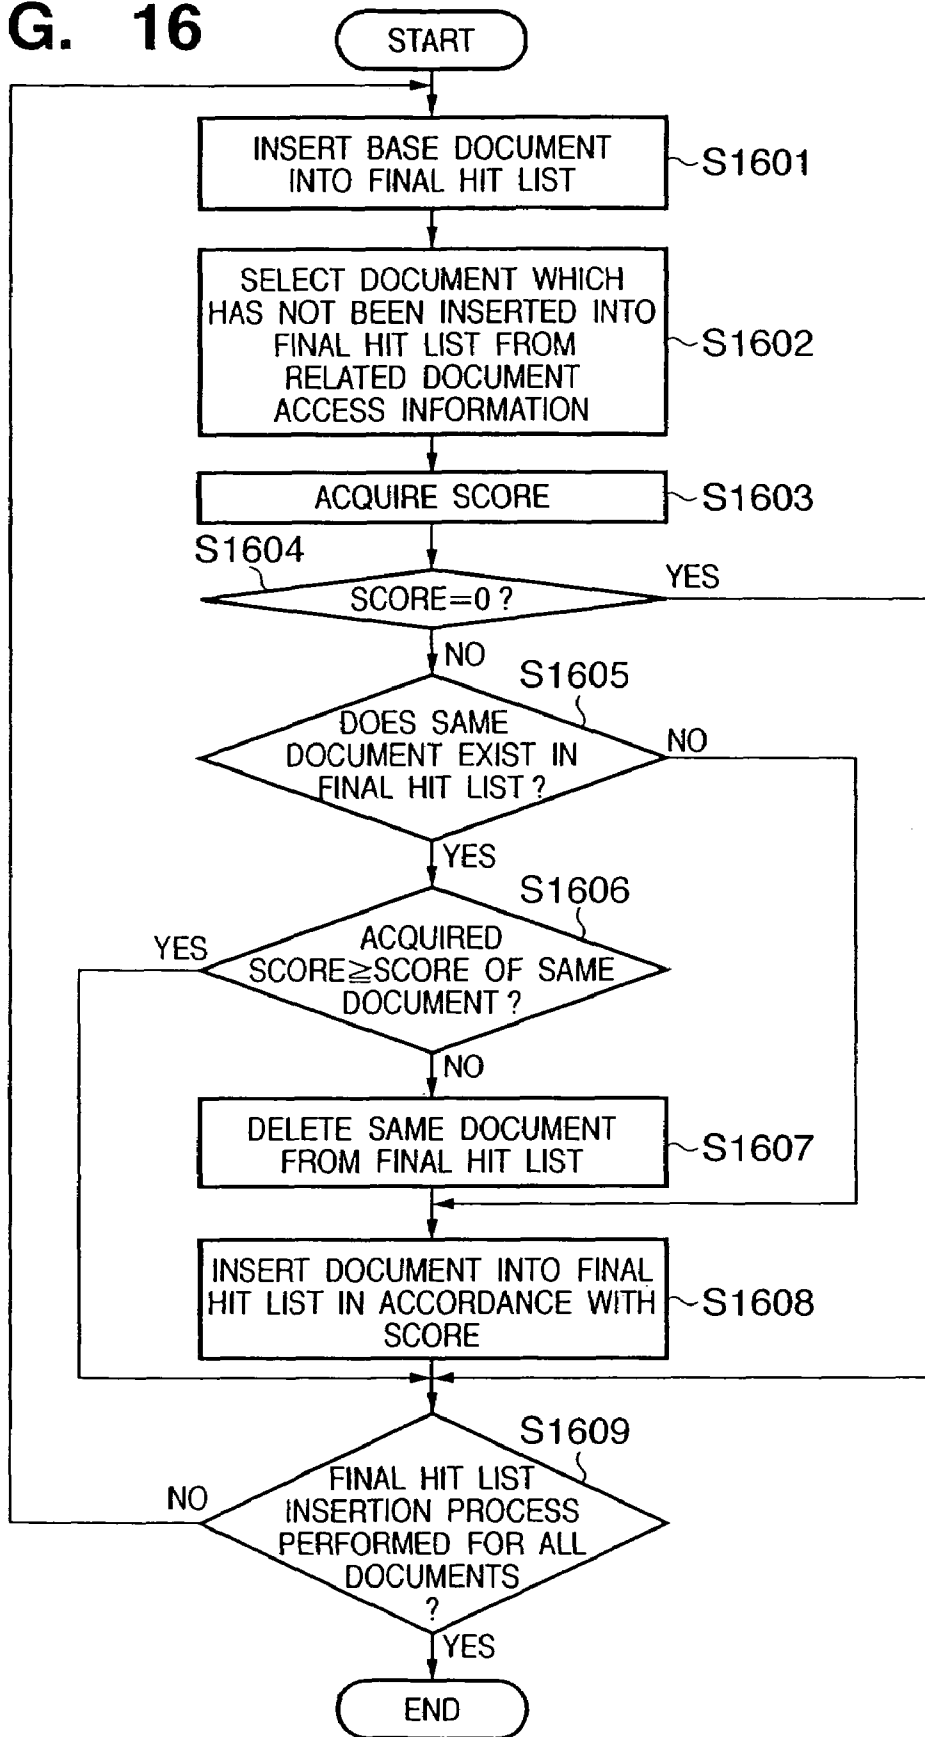 G. 16
START
INSERT BASE DOCUMENT
INTO FINAL HIT LIST
S1601
SELECT DOCUMENT WHICH
HAS NOT BEEN INSERTED INTO
FINAL HIT LIST FROM
RELATED DOCUMENT
ACCESS INFORMATION
S1602
ACQUIRE SCORE
S1603
S1604
SCORE=0?
YES
NO
S1605
DOES SAME
DOCUMENT EXIST IN
FINAL HIT LIST?
NO
YES
S1606
ACQUIRED
SCORE≧SCORE OF SAME
DOCUMENT?
YES
NO
DELETE SAME DOCUMENT
FROM FINAL HIT LIST
S1607
INSERT DOCUMENT INTO FINAL
HIT LIST IN ACCORDANCE WITH
SCORE
S1608
S1609
FINAL HIT LIST
INSERTION PROCESS
PERFORMED FOR ALL
DOCUMENTS
?
NO
YES
END